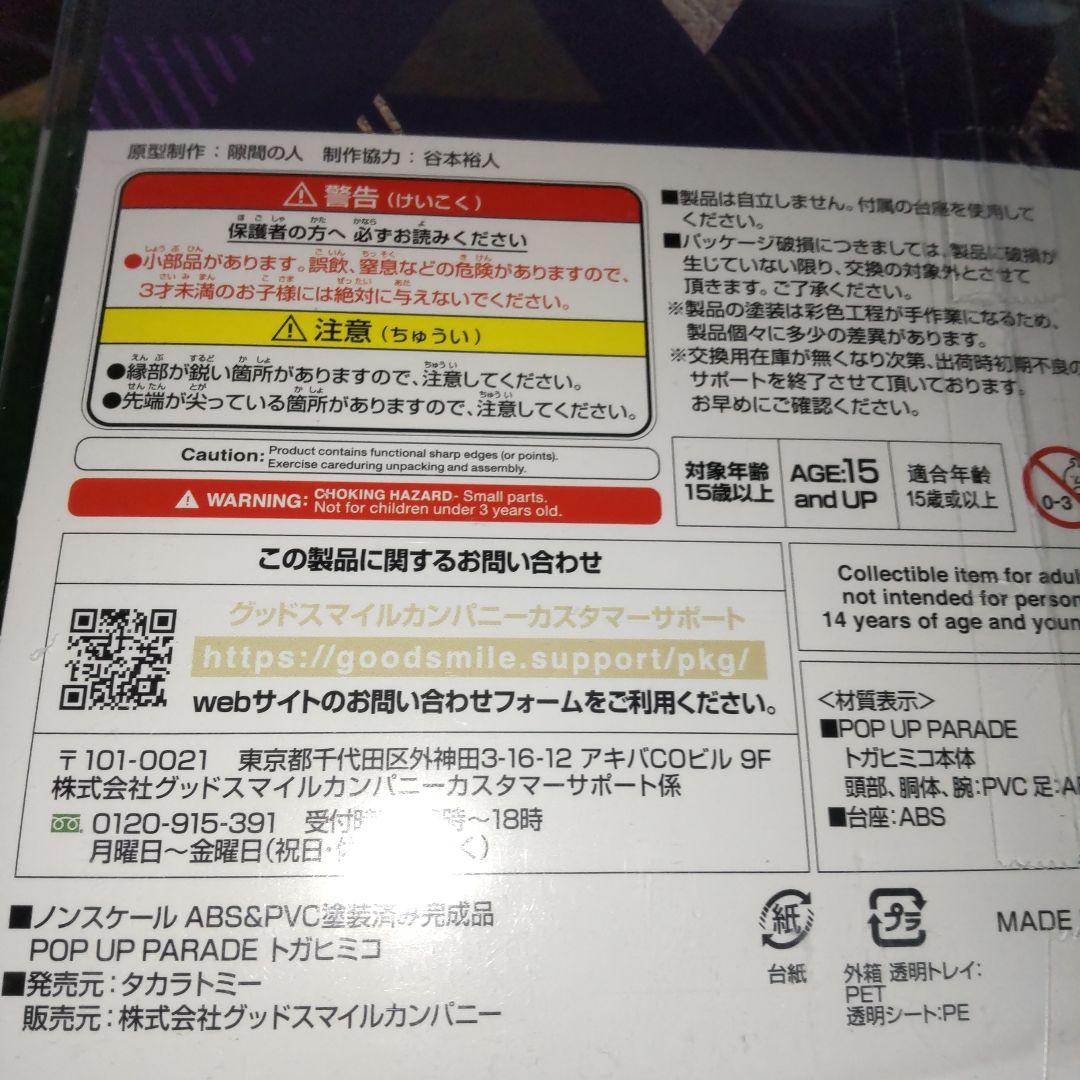 原型制作：隙間の人 制作協力：谷本裕人
警告（けいこく）
保護者の方へ 必ずお読みください
●小部品があります。誤飲、窒息などの危険がありますので、
3才未満のお子様には絶対に与えないでください。
注意（ちゅうい）
●縁部が鋭い箇所がありますので、注意してください。
●先端が尖っている箇所がありますので、注意してください。
Caution: Product contains functional sharp edges (or points).
Exercise careduring unpacking and assembly.
WARNING: CHOKING HAZARD- Small parts.
Not for children under 3 years old.
■製品は自立しません。付属の台座を使用して
ください。
■パッケージ破損につきましては、製品に破損が
生じていない限り、交換の対象外とさせて
頂きます。ご了承ください。
※製品の塗装は彩色工程が手作業になるため、
製品個々に多少の差異があります。
※交換用在庫が無くなり次第、出荷時初期不良の
サポートを終了させて頂いております。
お早めにご確認ください。
対象年齢
15歳以上
AGE:15
and UP
適合年齡
15歳或以上
0-3
この製品に関するお問い合わせ
グッドスマイルカンパニーカスタマーサポート
https://goodsmile.support/pkg/
webサイトのお問い合わせフォームをご利用ください。
〒101-0021 東京都千代田区外神田3-16-12 アキバCOビル 9F
株式会社グッドスマイルカンパニーカスタマーサポート係
0120-915-391 受付時 時～18時
月曜日～金曜日（祝日・ く）
Collectible item for adul
not intended for person
14 years of age and youn
＜材質表示＞
■POP UP PARADE
トガヒミコ本体
頭部、胴体、腕:PVC 足:A
■台座:ABS
■ノンスケール ABS&PVC塗装済み完成品
POP UP PARADE トガヒミコ
■発売元：タカラトミー
販売元：株式会社グッドスマイルカンパニー
紙
台紙
プラ
外箱 透明トレイ:
PET
透明シート:PE
MADE